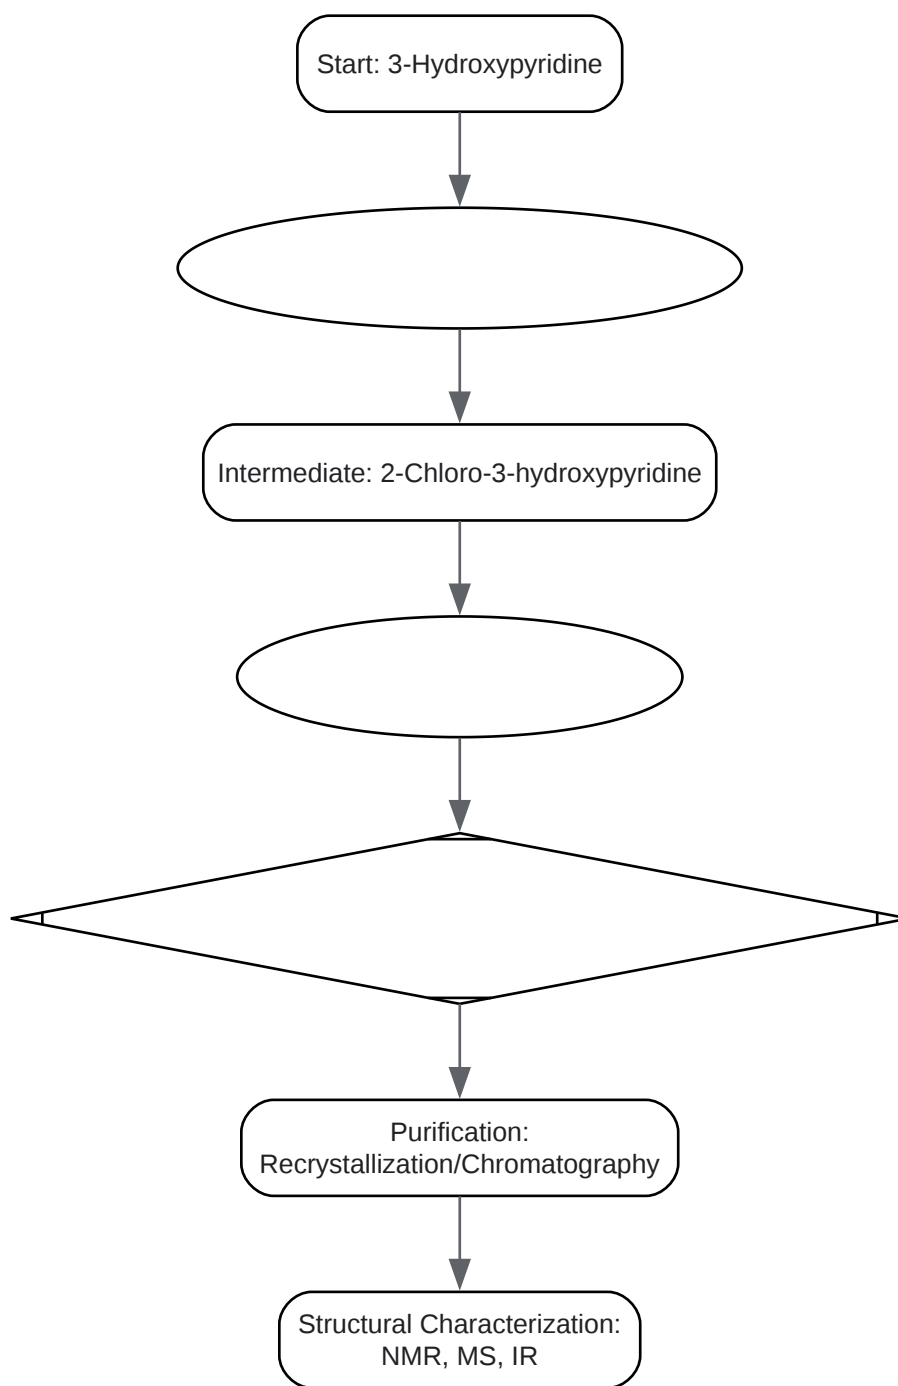 Start: 3-Hydroxypyridine
Intermediate: 2-Chloro-3-hydroxypyridine
Purification:
Recrystallization/Chromatography
Structural Characterization:
NMR, MS, IR